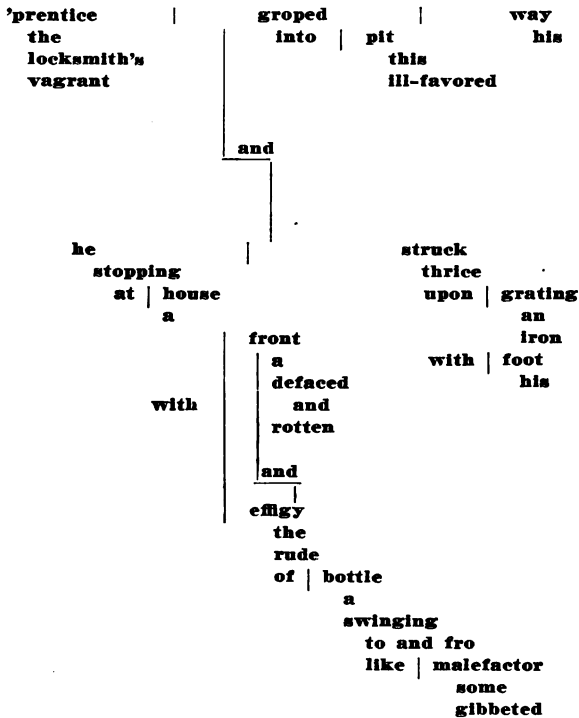 'prentice groped way
the into pit his
locksmith's this
vagrant ill-favored
and
he struck
stopping thrice
at house upon grating
a an
iron
front with foot
a his
defaced
with and
rotten
and
effigy
the
rude
of bottle
a
swinging
to and fro
like malefactor
some
gibbeted